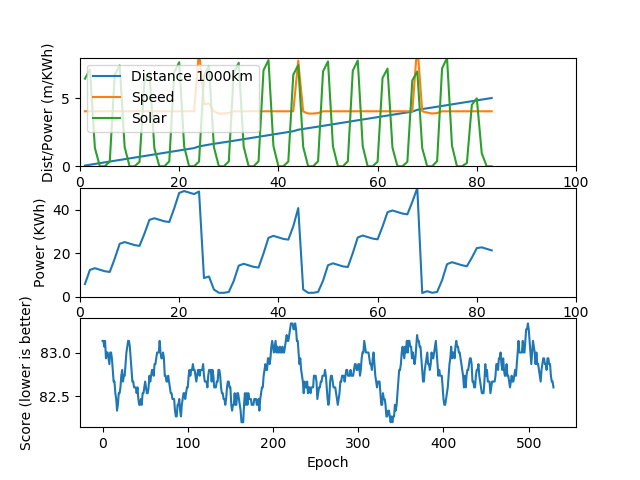 Dist/Power (m/KWh)
5
0
Distance 1000km
Speed
Solar
0 20 40 60 80 100
Power (KWh)
40
20
0
0 20 40 60 80 100
Score (lower is better)
83.0
82.5
0 100 200 300 400 500
Epoch